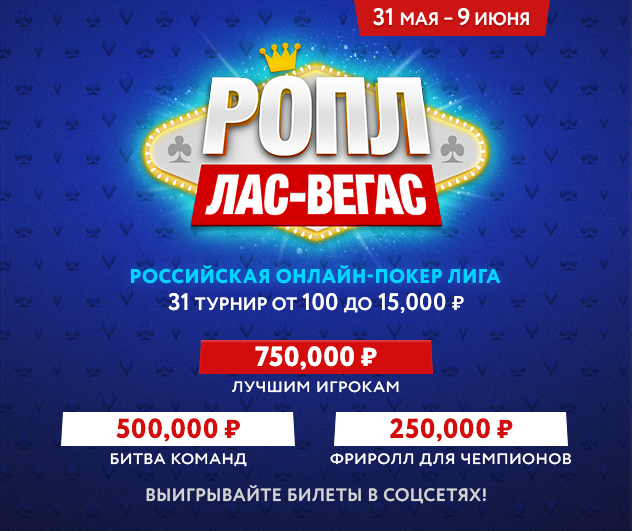 31 МАЯ – 9 ИЮНЯ
РОПЛ
ЛАС-ВЕГАС
РОССИЙСКАЯ ОНЛАЙН-ПОКЕР ЛИГА
31 ТУРНИР ОТ 100 ДО 15,000 ₽
750,000 ₽
ЛУЧШИМ ИГРОКАМ
500,000 ₽
БИТВА КОМАНД
250,000 ₽
ФРИРОЛЛ ДЛЯ ЧЕМПИОНОВ
ВЫИГРЫВАЙТЕ БИЛЕТЫ В СОЦСЕТЯХ!